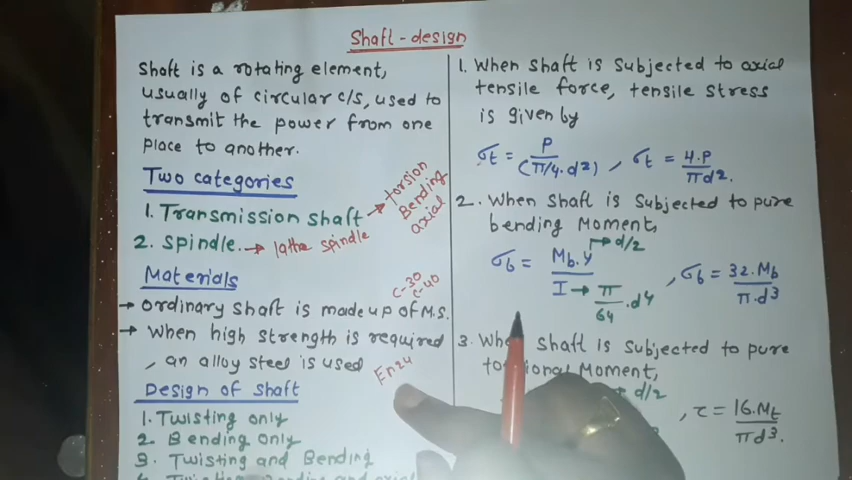 Shaft-design
Shaft is a rotating element,
usually of circular c/s, used to
transmit the power from one
place to another.
Two categories
1. Transmission shaft → torsion Bending axial
2. Spindle. → lathe spindle
Materials
C-30
C-40
→ ordinary shaft is made up of M.S.
→ When high strength is required
, an alloy steel is used
En24
Design of shaft
1. Twisting only
2. Bending only
3. Twisting and Bending
1. When shaft is subjected to axial
tensile force, tensile stress
is given by
σt = P/(π/4.d2) , σt = 4.P/πd2.
2. When shaft is subjected to pure
bending Moment,
σb = Mb.y/I , σb = 32.Mb/π.d3
→ d/2
→ π/64 .d4
3. When shaft is subjected to pure
Moment,
d/2
, τ = 16.Mt/πd3.